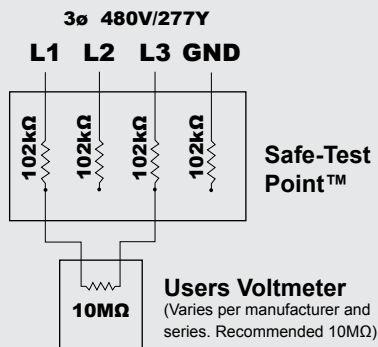 3ø 480V/277Y
L1 L2 L3 GND
102kΩ 102kΩ 102kΩ 102kΩ
Safe-Test
Point™
10MΩ
Users Voltmeter
(Varies per manufacturer and
series. Recommended 10MΩ)